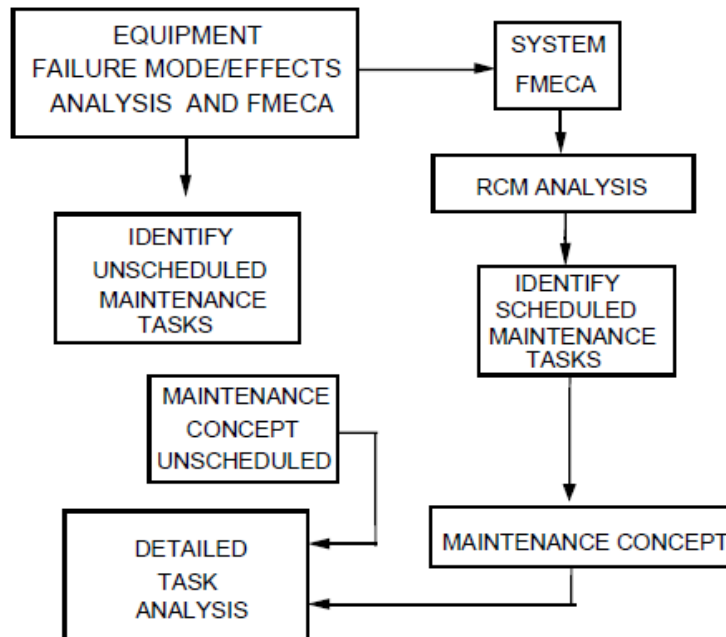 EQUIPMENT
FAILURE MODE/EFFECTS
ANALYSIS AND FMECA
SYSTEM
FMECA
RCM ANALYSIS
IDENTIFY
UNSCHEDULED
MAINTENANCE
TASKS
IDENTIFY
SCHEDULED
MAINTENANCE
TASKS
MAINTENANCE
CONCEPT
UNSCHEDULED
MAINTENANCE CONCEPT
DETAILED
TASK
ANALYSIS